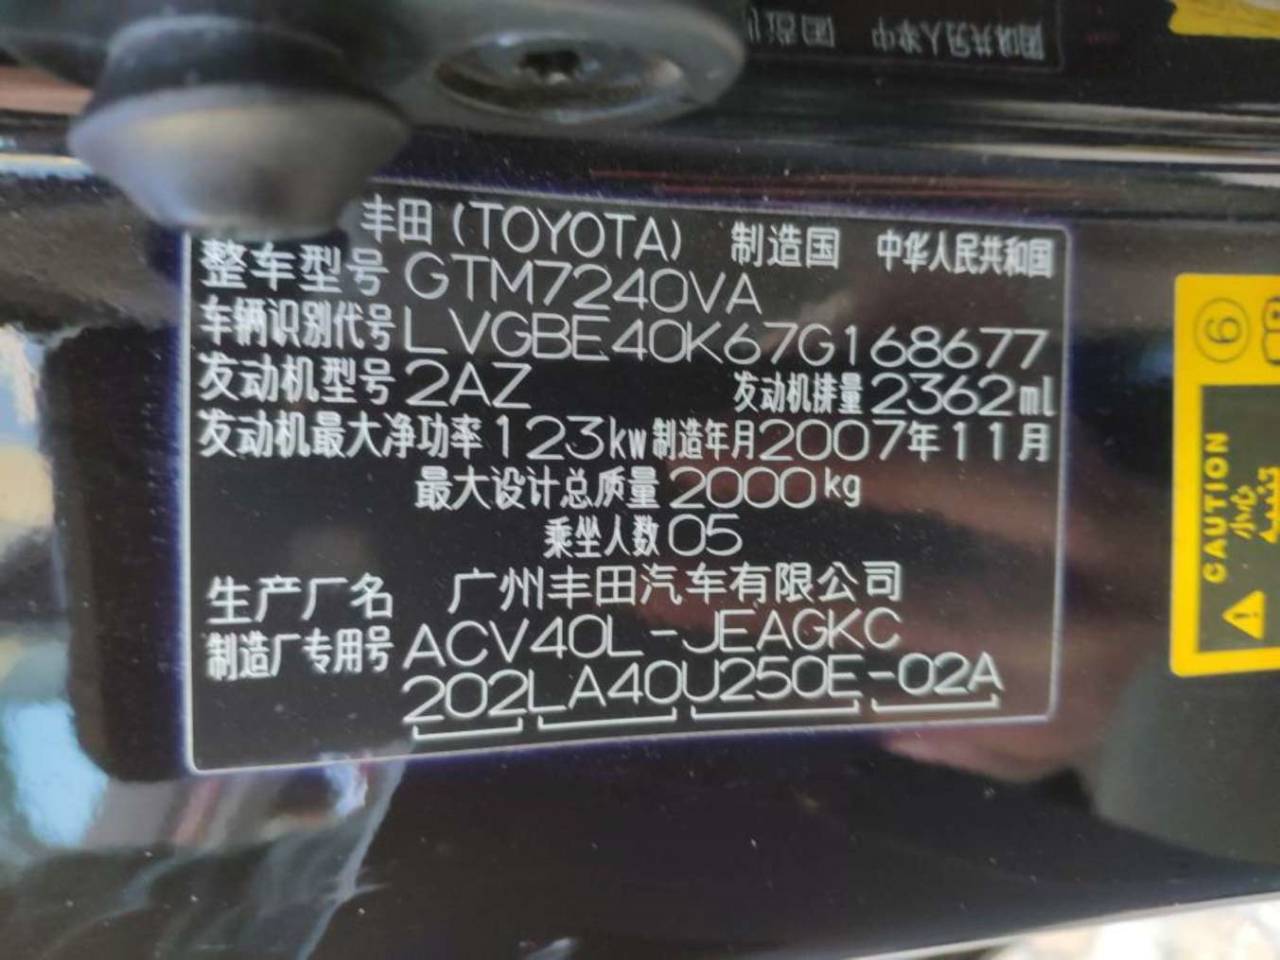 丰田(TOYOTA) 制造国 中华人民共和国
整车型号 GTM7240VA
车辆识别代号 LVGBE40K67G168677
发动机型号 2AZ 发动机排量 2362ml
发动机最大净功率 123kw 制造年月 2007年11月
最大设计总质量 2000kg
乘坐人数 05
生产厂名 广州丰田汽车有限公司
制造厂专用号 ACV40L-JEAGKC
202LA40U250E-02A
6
CAUTION
小心